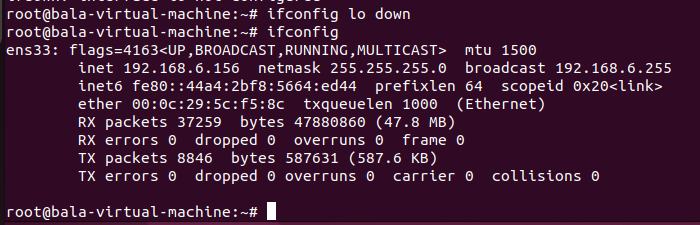 root@bala-virtual-machine:~# ifconfig lo down
root@bala-virtual-machine:~# ifconfig
ens33: flags=4163<UP,BROADCAST,RUNNING,MULTICAST>  mtu 1500
        inet 192.168.6.156  netmask 255.255.255.0  broadcast 192.168.6.255
        inet6 fe80::44a4:2bf8:5664:ed44  prefixlen 64  scopeid 0x20<link>
        ether 00:0c:29:5c:f5:8c  txqueuelen 1000  (Ethernet)
        RX packets 37259  bytes 47880860 (47.8 MB)
        RX errors 0  dropped 0  overruns 0  frame 0
        TX packets 8846  bytes 587631 (587.6 KB)
        TX errors 0  dropped 0 overruns 0  carrier 0  collisions 0
root@bala-virtual-machine:~#